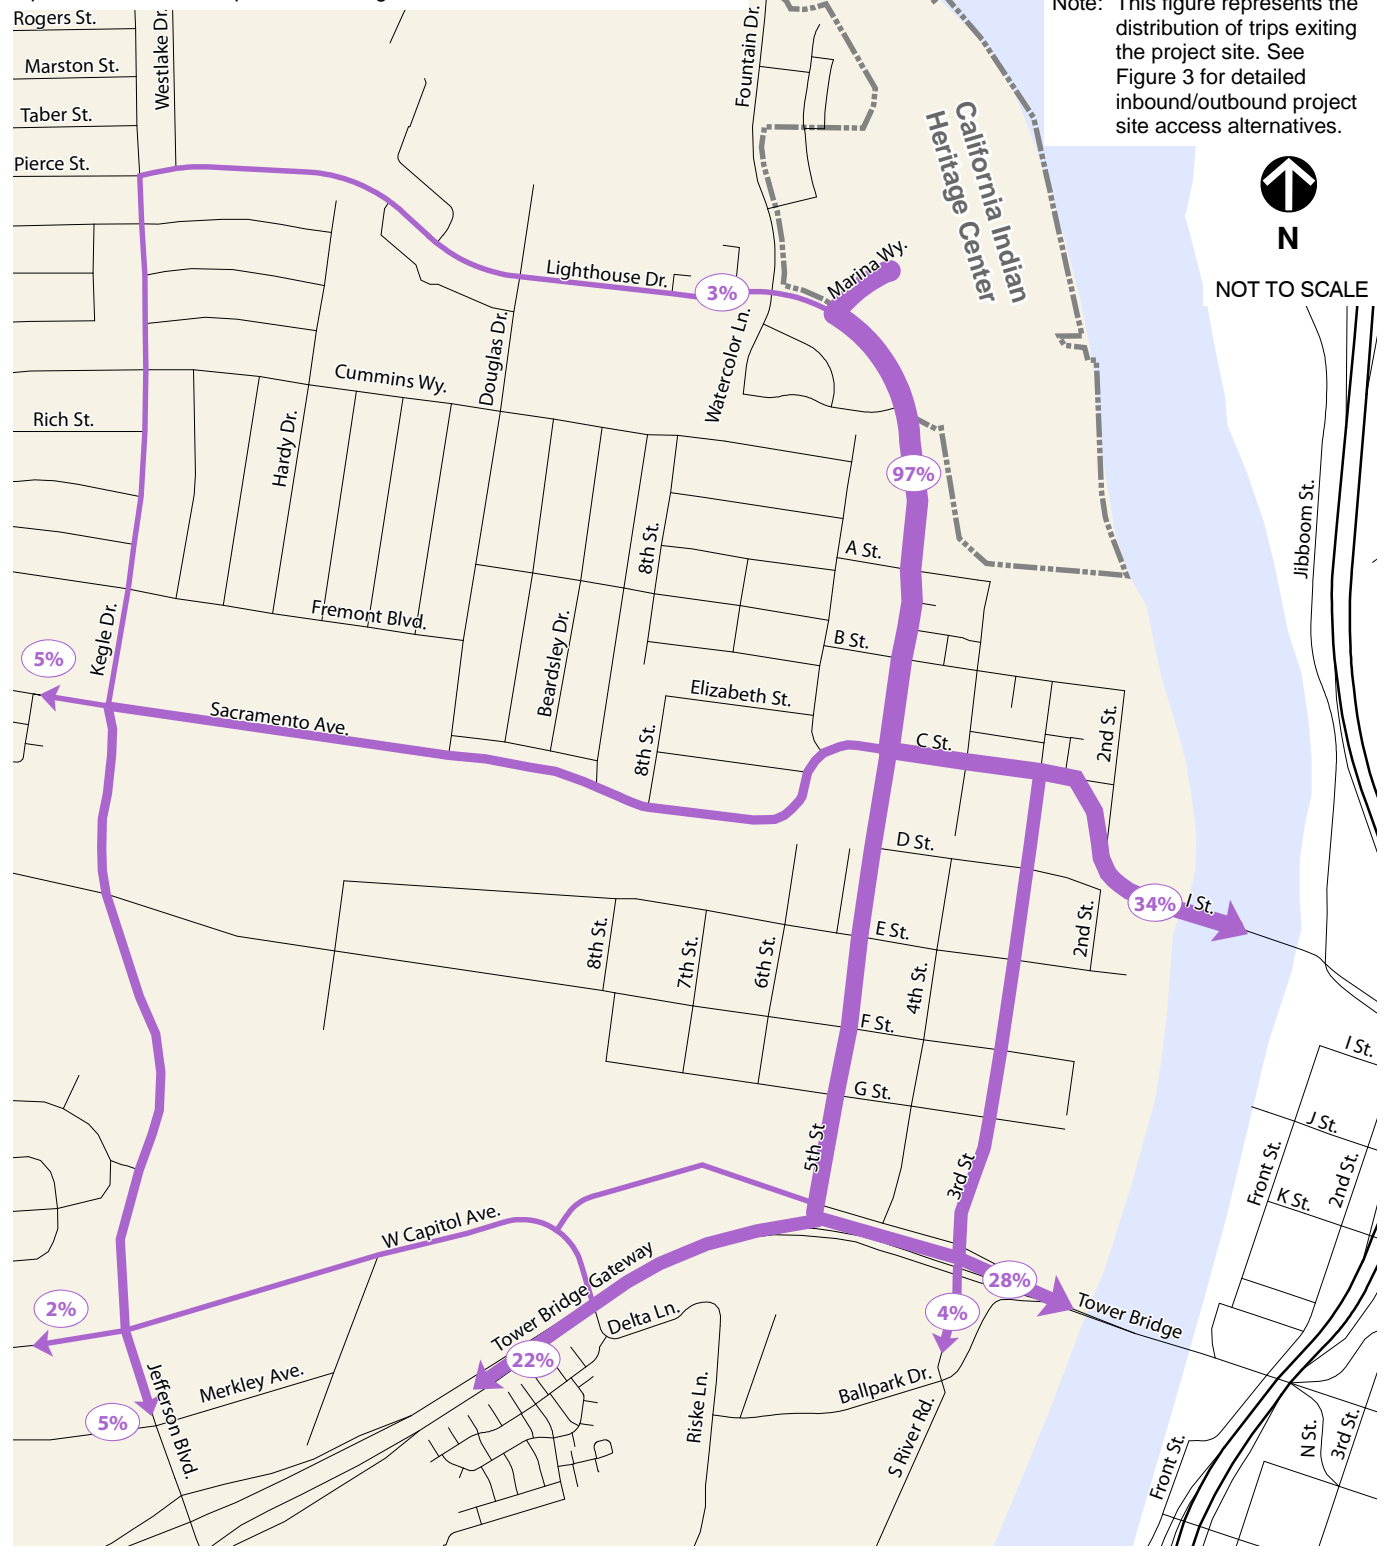 Rogers St.
Westlake Dr.
Fountain Dr.
Note: This figure represents the
distribution of trips exiting
the project site. See
Figure 3 for detailed
inbound/outbound project
site access alternatives.
Marston St.
Taber St.
Pierce St.
California Indian
Heritage Center
N
NOT TO SCALE
Marina Wy.
Lighthouse Dr.
3%
Watercolor Ln.
Douglas Dr.
Cummins Wy.
Rich St.
Hardy Dr.
97%
Jibboom St.
8th St.
A St.
Fremont Blvd.
Kegle Dr.
B St.
Beardsley Dr.
5%
Elizabeth St.
Sacramento Ave.
8th St.
C St.
2nd St.
D St.
34%
I St.
E St.
2nd St.
8th St.
7th St.
6th St.
4th St.
F St.
I St.
G St.
J St.
5th St
3rd St
Front St.
2nd St.
K St.
W Capitol Ave.
Tower Bridge Gateway
28%
2%
4%
Tower Bridge
Delta Ln.
22%
Merkley Ave.
Jefferson Blvd.
5%
Ballpark Dr.
Riske Ln.
S River Rd.
Front St.
N St.
3rd St.